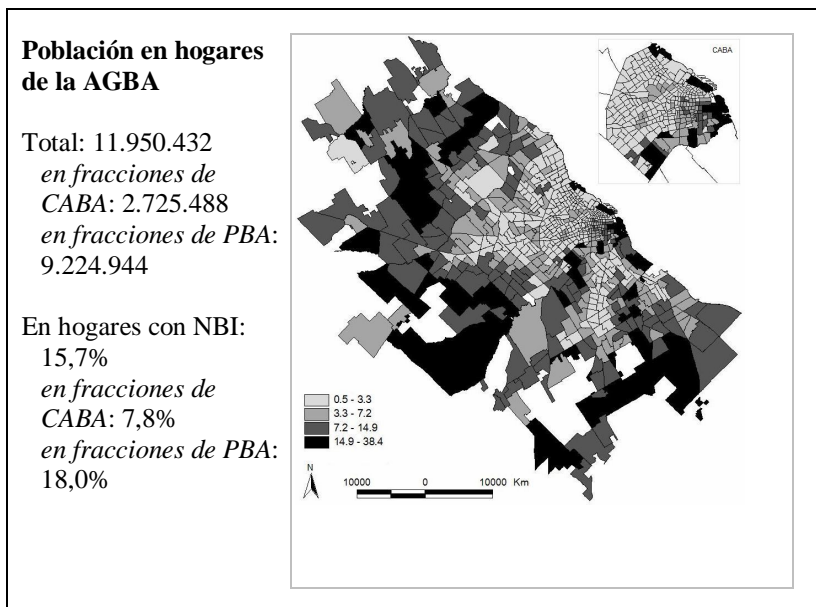 Población en hogares
de la AGBA
Total: 11.950.432
en fracciones de
CABA: 2.725.488
en fracciones de PBA:
9.224.944
En hogares con NBI:
15,7%
en fracciones de
CABA: 7,8%
en fracciones de PBA:
18,0%
CABA
0.5 - 3.3
3.3 - 7.2
7.2 - 14.9
14.9 - 38.4
N
10000 0 10000 Km